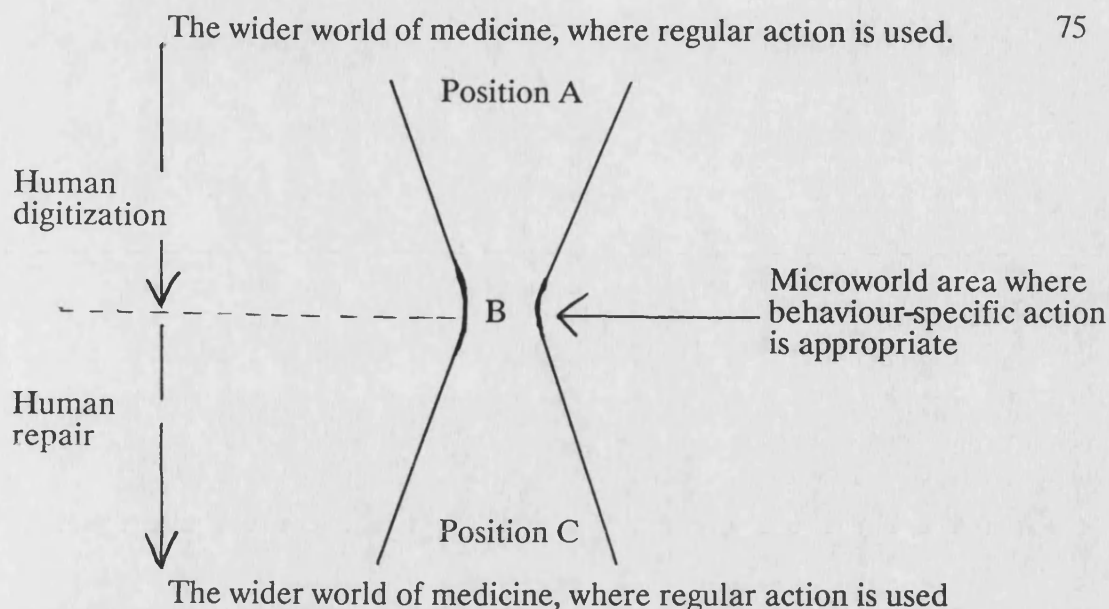 The wider world of medicine, where regular action is used.
75
Position A
Human
digitization
B
Microworld area where
behaviour-specific action
is appropriate
Human
repair
Position C
The wider world of medicine, where regular action is used